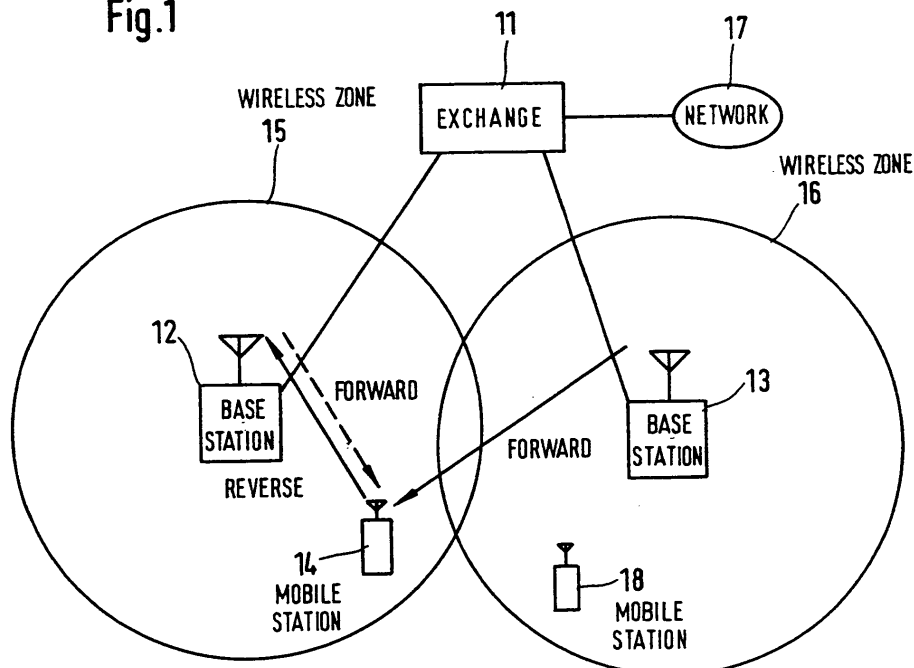 Fig.1
11
17
WIRELESS ZONE
15
EXCHANGE
NETWORK
WIRELESS ZONE
16
12
FORWARD
13
BASE
STATION
BASE
STATION
FORWARD
REVERSE
14
MOBILE
STATION
18
MOBILE
STATION